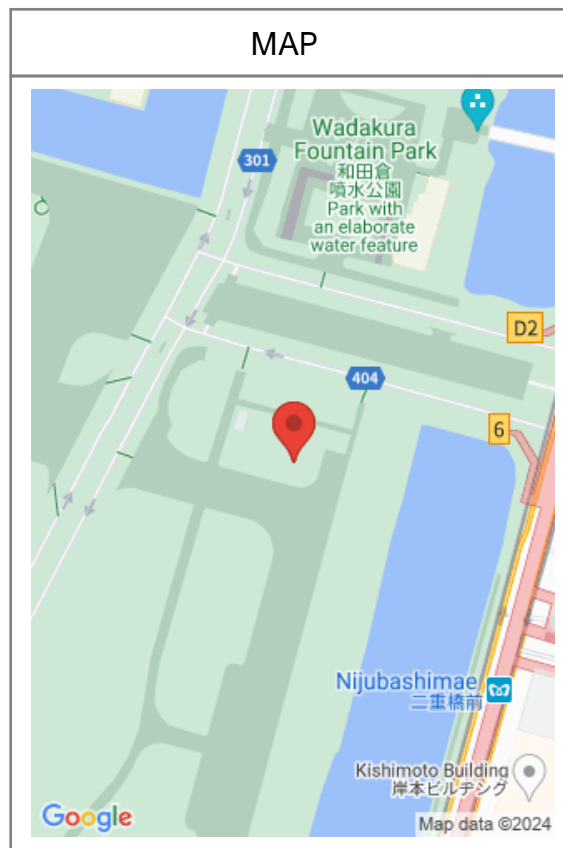 MAP
Wadakura
Fountain Park
和田倉
噴水公園
Park with
an elaborate
water feature
301
D2
404
6
Nijubashimae
二重橋前
Kishimoto Building
岸本ビルヂング
Google
Map data ©2024